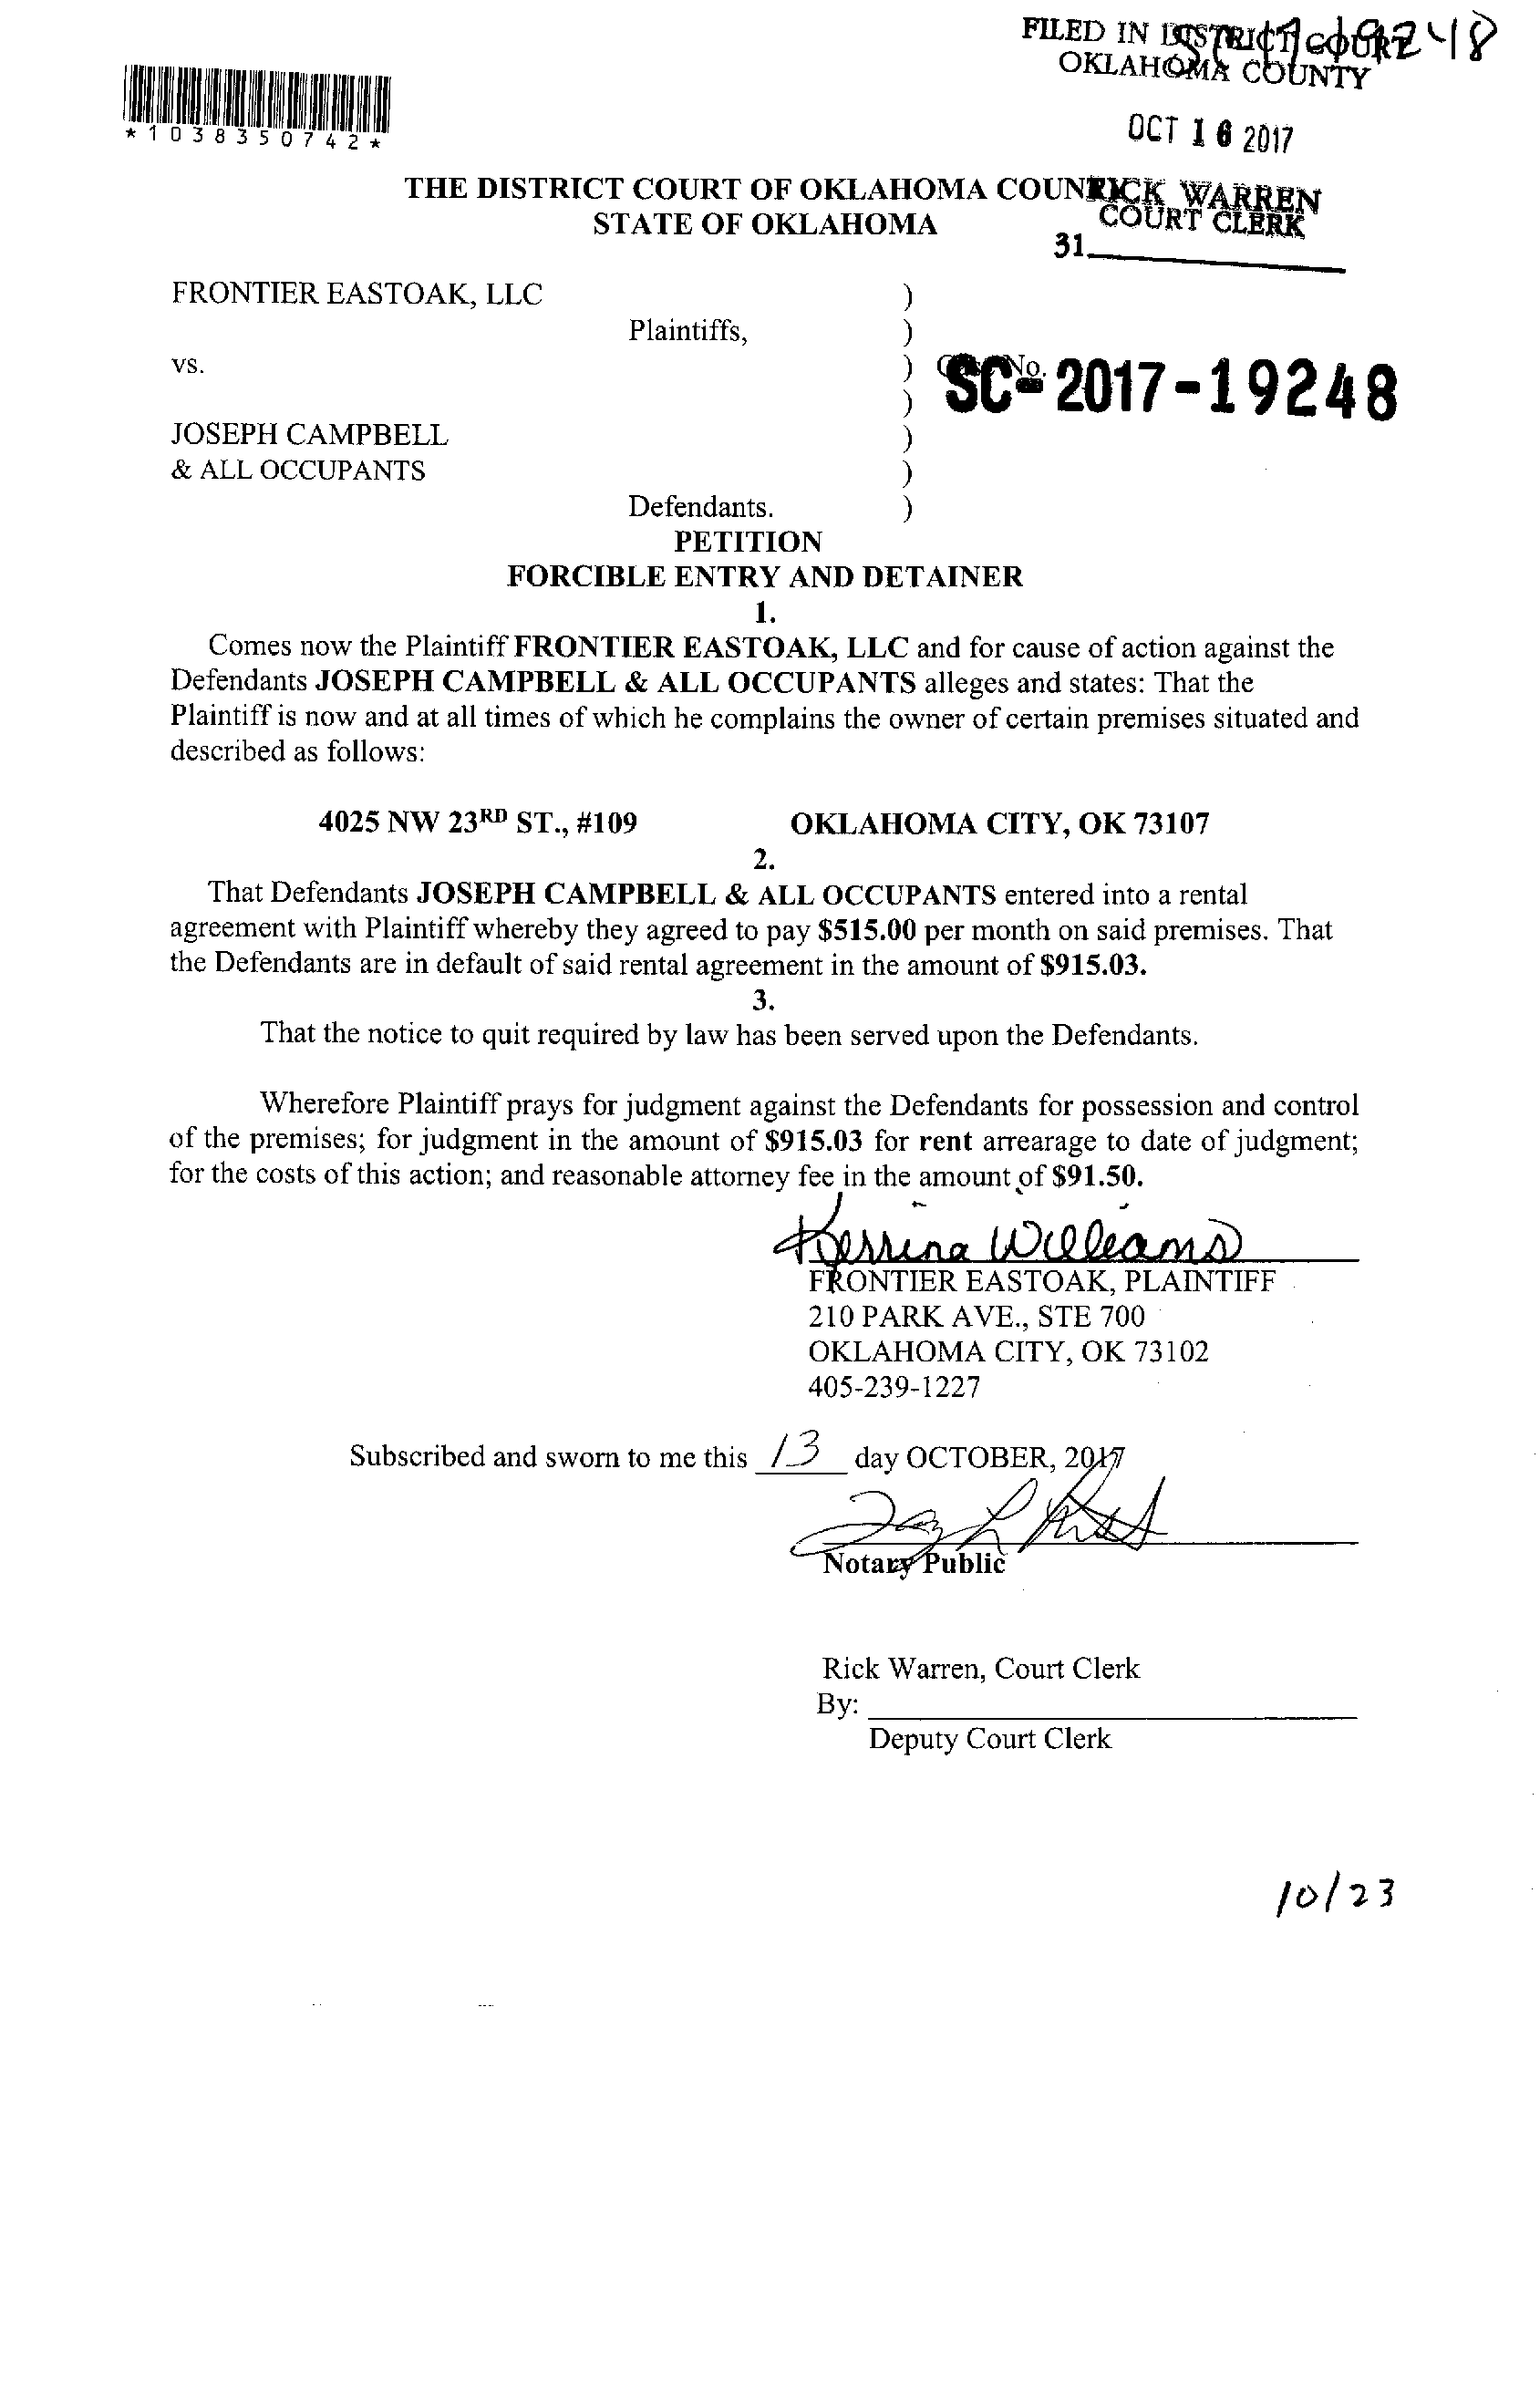 FILED IN DISTRICT COURT
OKLAHOMA COUNTY
*1038350742*
OCT 16 2017
THE DISTRICT COURT OF OKLAHOMA COUN
RICK WARREN
STATE OF OKLAHOMA
COURT CLERK
31
FRONTIER EASTOAK, LLC )
Plaintiffs, )
vs. ) Case No.
SC-2017-19248
)
JOSEPH CAMPBELL )
& ALL OCCUPANTS )
Defendants. )
PETITION
FORCIBLE ENTRY AND DETAINER
1.
Comes now the Plaintiff FRONTIER EASTOAK, LLC and for cause of action against the
Defendants JOSEPH CAMPBELL & ALL OCCUPANTS alleges and states: That the
Plaintiff is now and at all times of which he complains the owner of certain premises situated and
described as follows:
4025 NW 23RD ST., #109 OKLAHOMA CITY, OK 73107
2.
That Defendants JOSEPH CAMPBELL & ALL OCCUPANTS entered into a rental
agreement with Plaintiff whereby they agreed to pay $515.00 per month on said premises. That
the Defendants are in default of said rental agreement in the amount of $915.03.
3.
That the notice to quit required by law has been served upon the Defendants.
Wherefore Plaintiff prays for judgment against the Defendants for possession and control
of the premises; for judgment in the amount of $915.03 for rent arrearage to date of judgment;
for the costs of this action; and reasonable attorney fee in the amount of $91.50.
Kerrina Williams
FRONTIER EASTOAK, PLAINTIFF
210 PARK AVE., STE 700
OKLAHOMA CITY, OK 73102
405-239-1227
Subscribed and sworn to me this 13 day OCTOBER, 2017
Notary Public
Rick Warren, Court Clerk
By:
Deputy Court Clerk
10/23